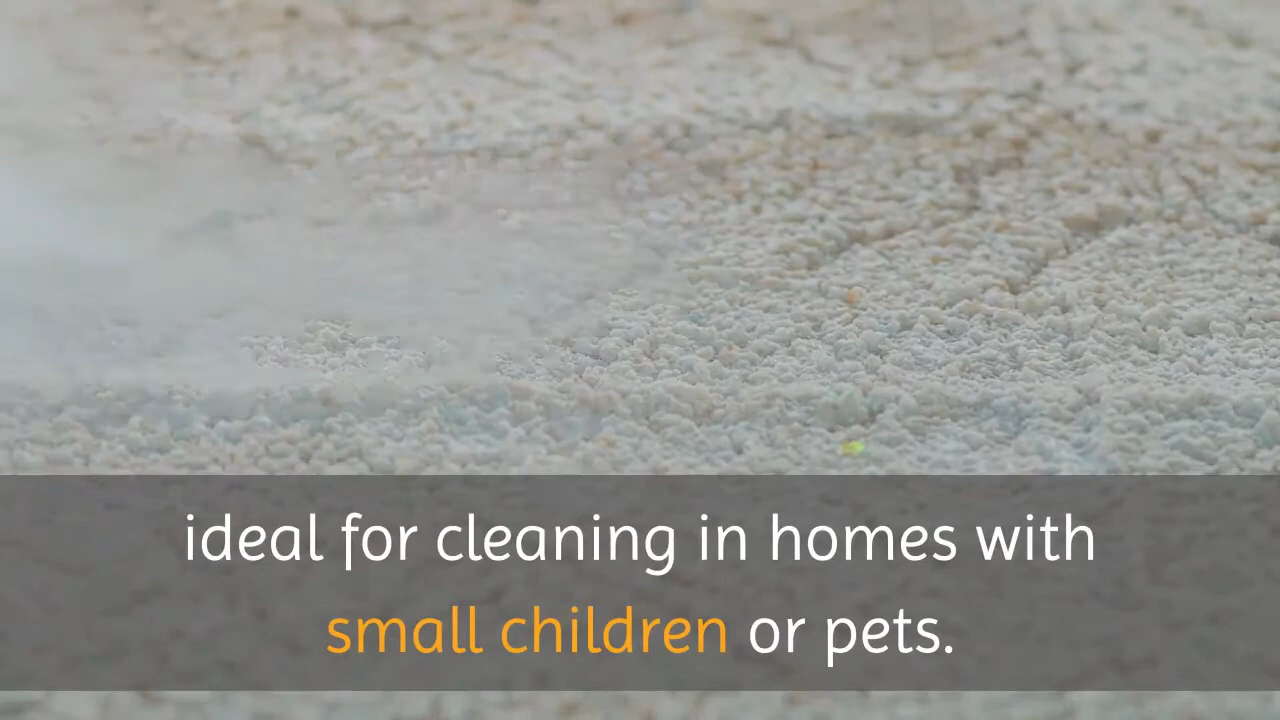 ideal for cleaning in homes with
small children or pets.